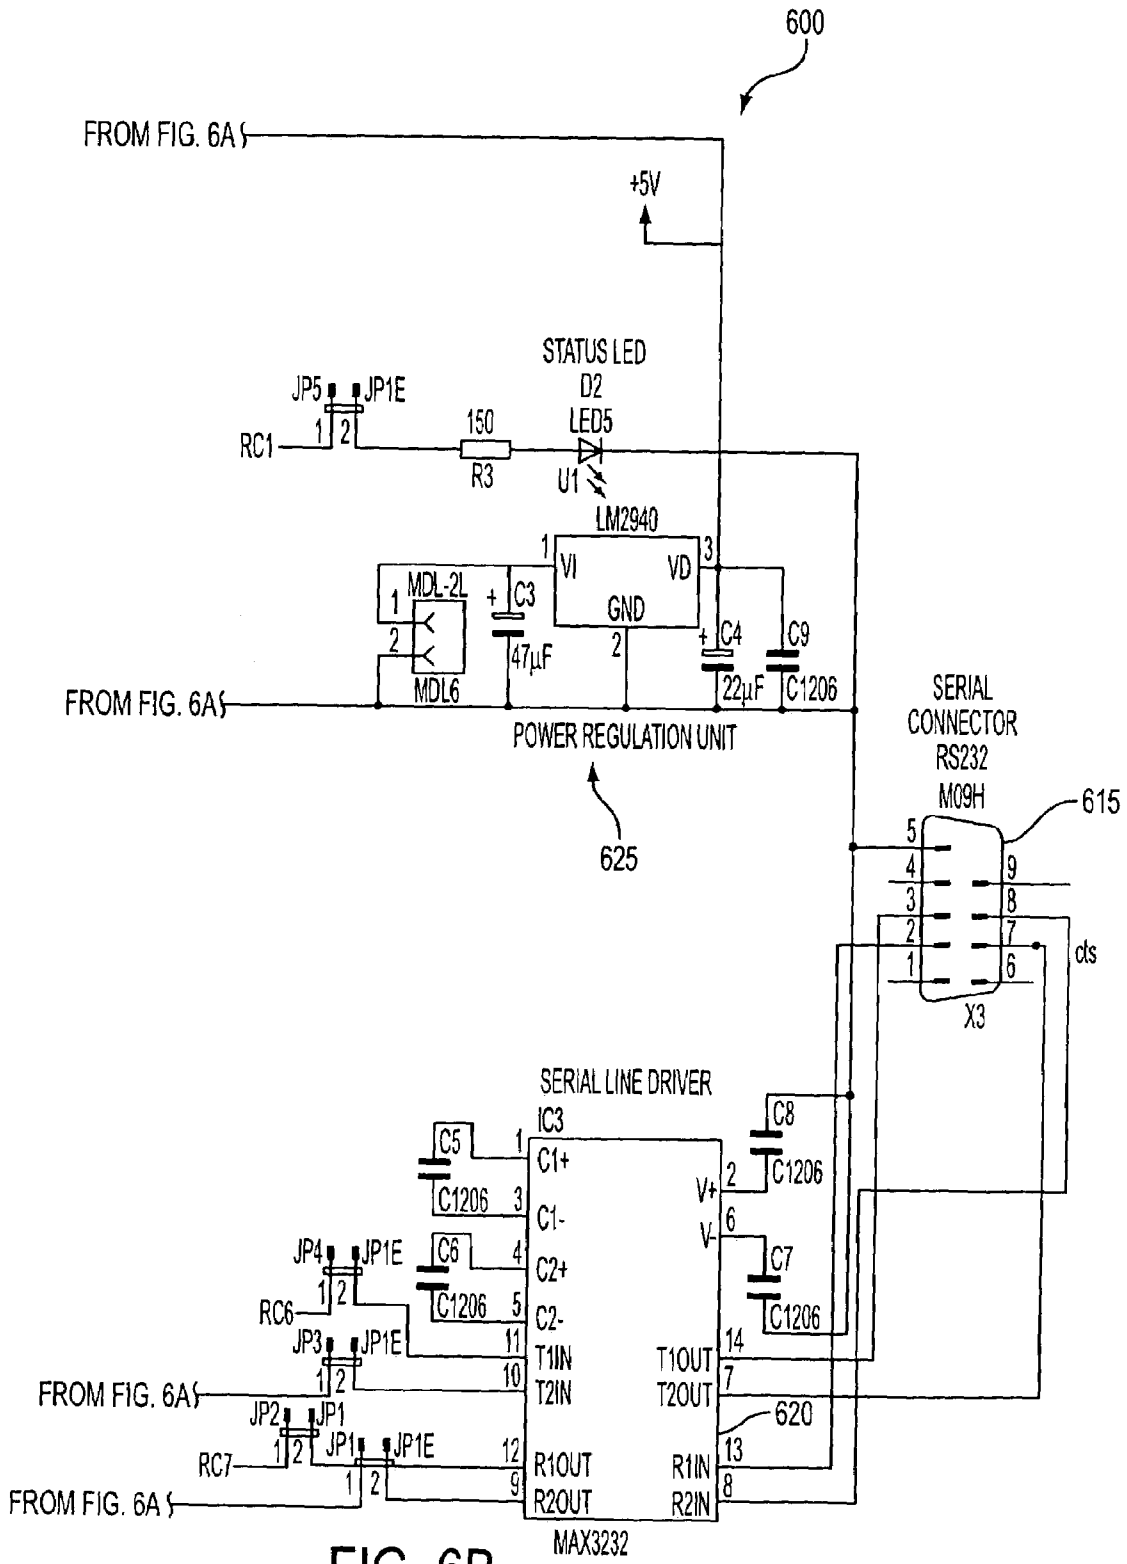 600
FROM FIG. 6A
+5V
STATUS LED
D2
LED5
JP5
JP1E
1
2
RC1
150
R3
U1
LM2940
1
VI
VD
3
GND
2
MDL-2L
1
2
MDL6
+
C3
47µF
+
C4
22µF
C9
C1206
FROM FIG. 6A
POWER REGULATION UNIT
625
SERIAL
CONNECTOR
RS232
M09H
615
5
4
3
2
1
9
8
7
6
cts
X3
SERIAL LINE DRIVER
IC3
C5
C1206
1
C1+
3
C1-
C6
C1206
4
C2+
5
C2-
C8
C1206
2
V+
6
V-
C7
C1206
JP4
JP1E
1
2
RC6
11
T1IN
T1OUT
14
JP3
JP1E
1
2
FROM FIG. 6A
10
T2IN
T2OUT
7
620
JP2
JP1
1
2
RC7
JP1
JP1E
1
2
12
R1OUT
R1IN
13
FROM FIG. 6A
9
R2OUT
R2IN
8
MAX3232
FIG. 6B